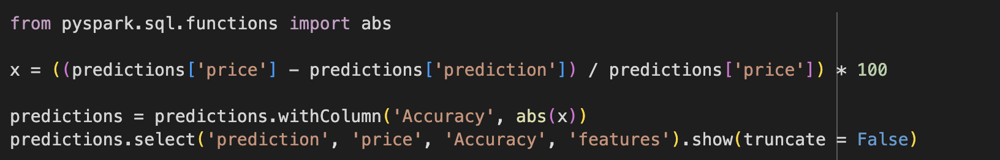 from pyspark.sql.functions import abs
x = ((predictions['price'] - predictions['prediction']) / predictions['price']) * 100
predictions = predictions.withColumn('Accuracy', abs(x))
predictions.select('prediction', 'price', 'Accuracy', 'features').show(truncate = False)